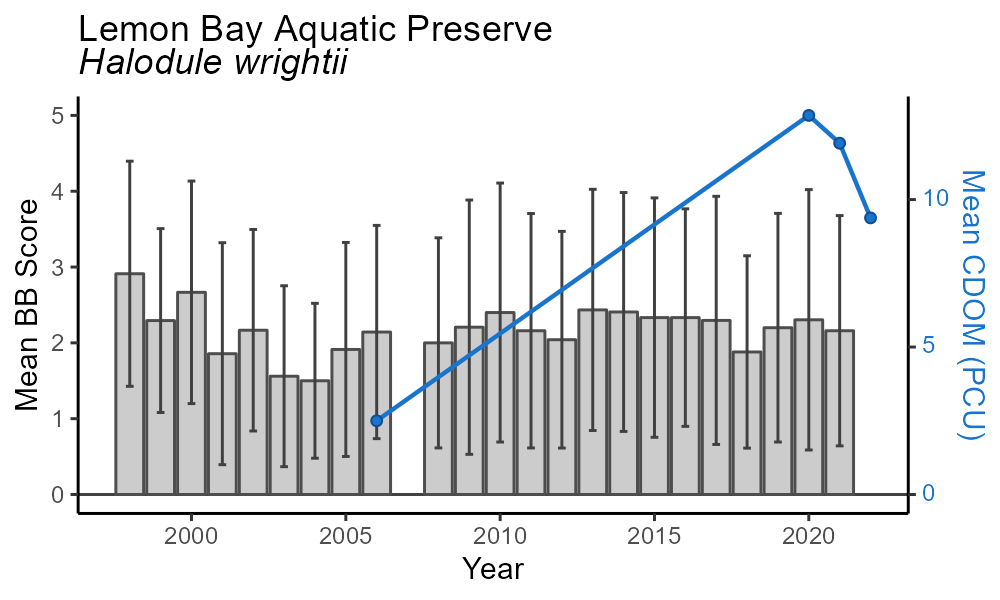 Lemon Bay Aquatic Preserve
Halodule wrightii
Mean BB Score
5
4
3
2
1
0
10
5
0
Mean CDOM (PCU)
2000
2005
2010
2015
2020
Year